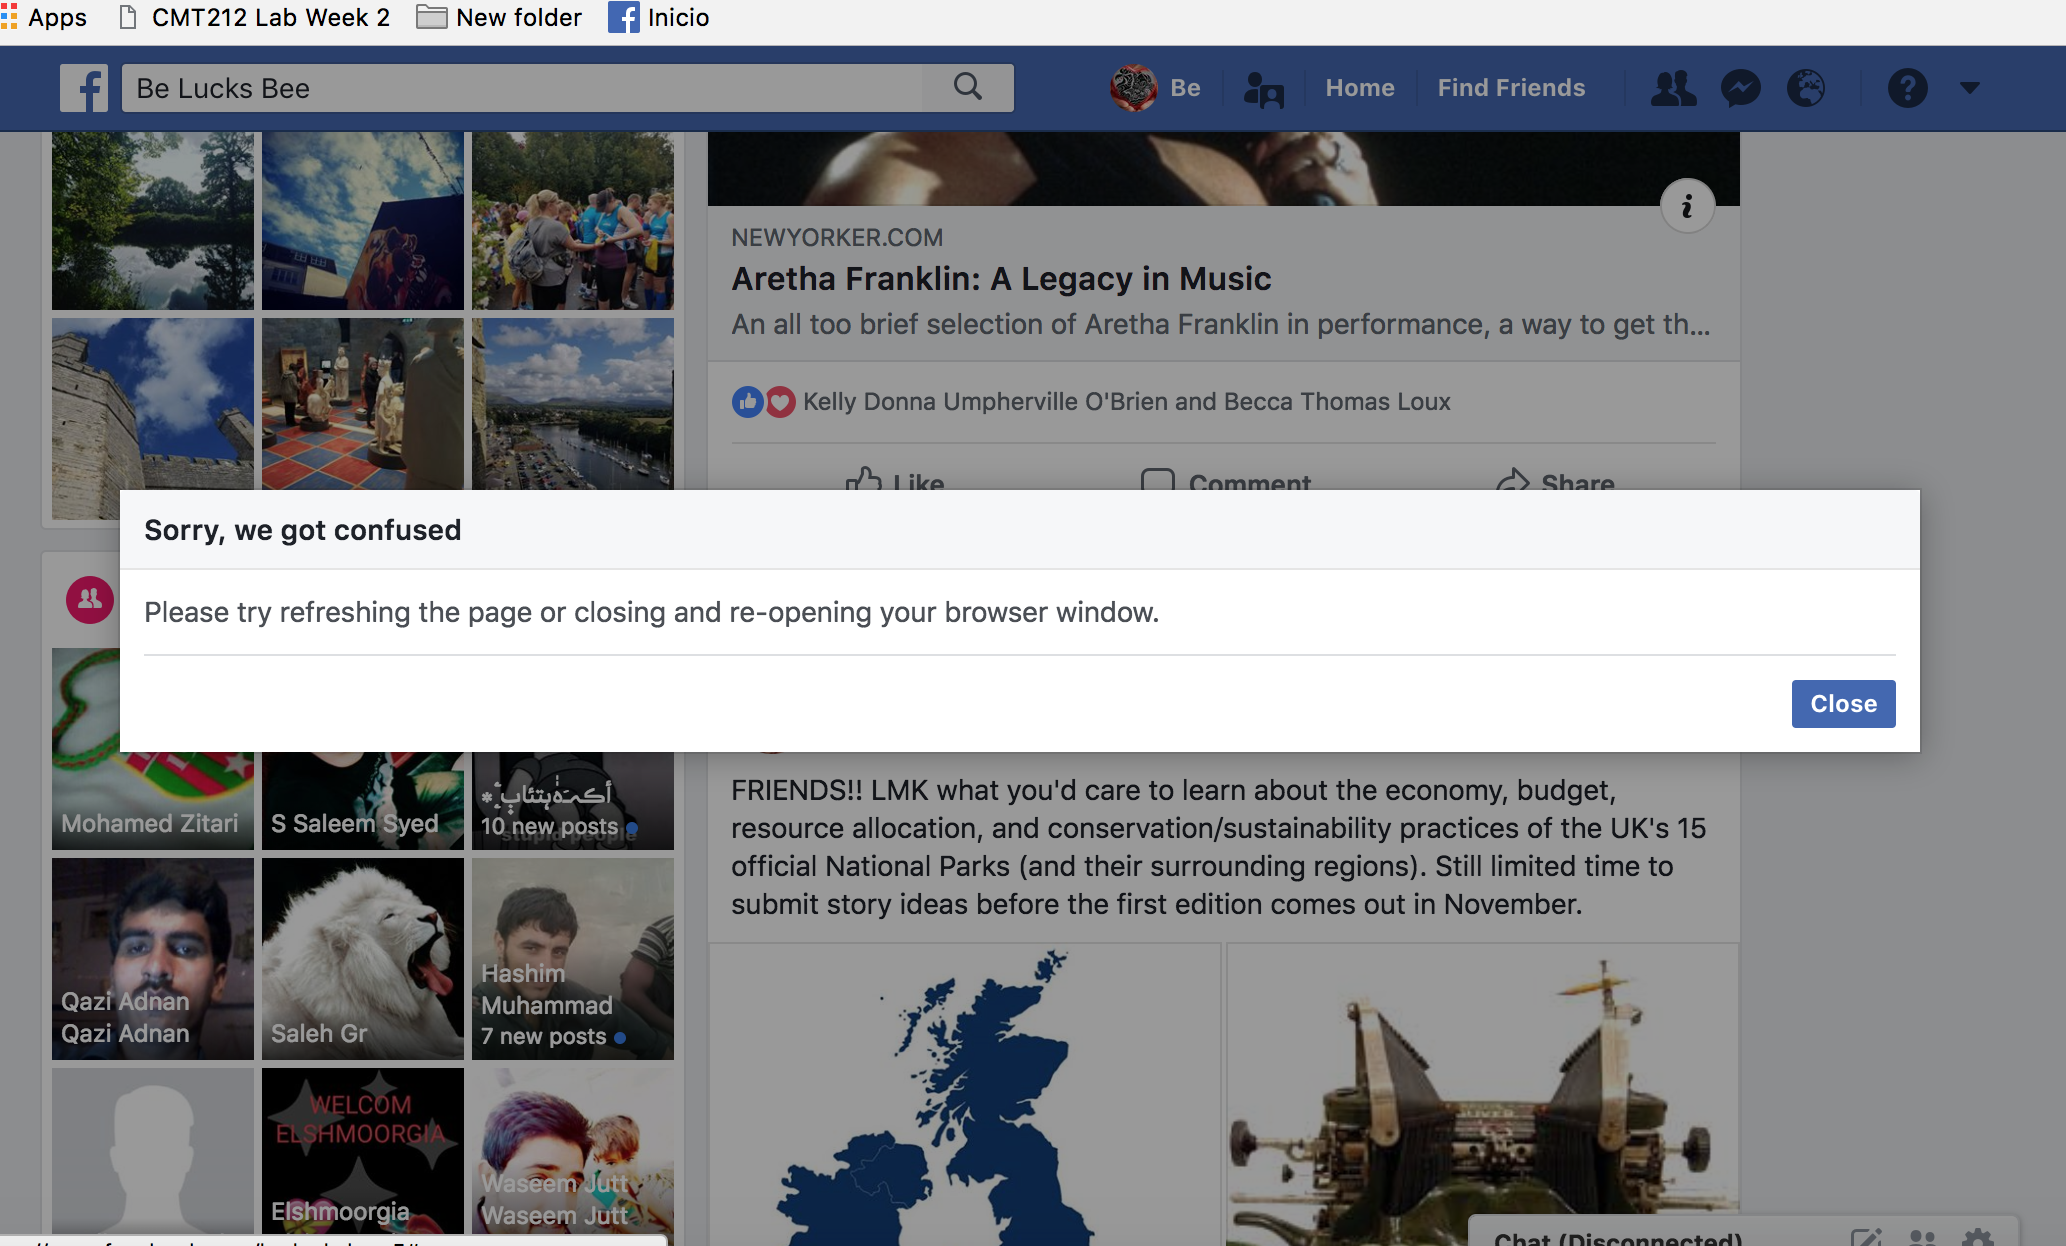 Apps
CMT212 Lab Week 2
New folder
Inicio
Be Lucks Bee
Be
Home
Find Friends
NEWYORKER.COM
Aretha Franklin: A Legacy in Music
An all too brief selection of Aretha Franklin in performance, a way to get th...
Kelly Donna Umpherville O'Brien and Becca Thomas Loux
Like
Comment
Share
Sorry, we got confused
Please try refreshing the page or closing and re-opening your browser window.
Close
Mohamed Zitari
S Saleem Syed
10 new posts
stupid people
Qazi Adnan
Qazi Adnan
Saleh Gr
Hashim
Muhammad
7 new posts
WELCOM
ELSHMOORGIA
Elshmoorgia
Waseem Jutt
Waseem Jutt
FRIENDS!! LMK what you'd care to learn about the economy, budget,
resource allocation, and conservation/sustainability practices of the UK's 15
official National Parks (and their surrounding regions). Still limited time to
submit story ideas before the first edition comes out in November.
Chat (Disconnected)